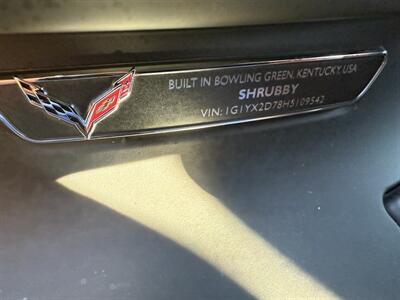 BUILT IN BOWLING GREEN, KENTUCKY, USA
SHRUBBY
VIN: 1G1YX2D78H5109542